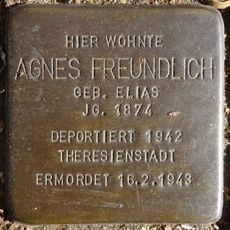 HIER WOHNTE
AGNES FREUNDLICH
GEB. ELIAS
JG. 1874
DEPORTIERT 1942
THERESIENSTADT
ERMORDET 16.2.1943